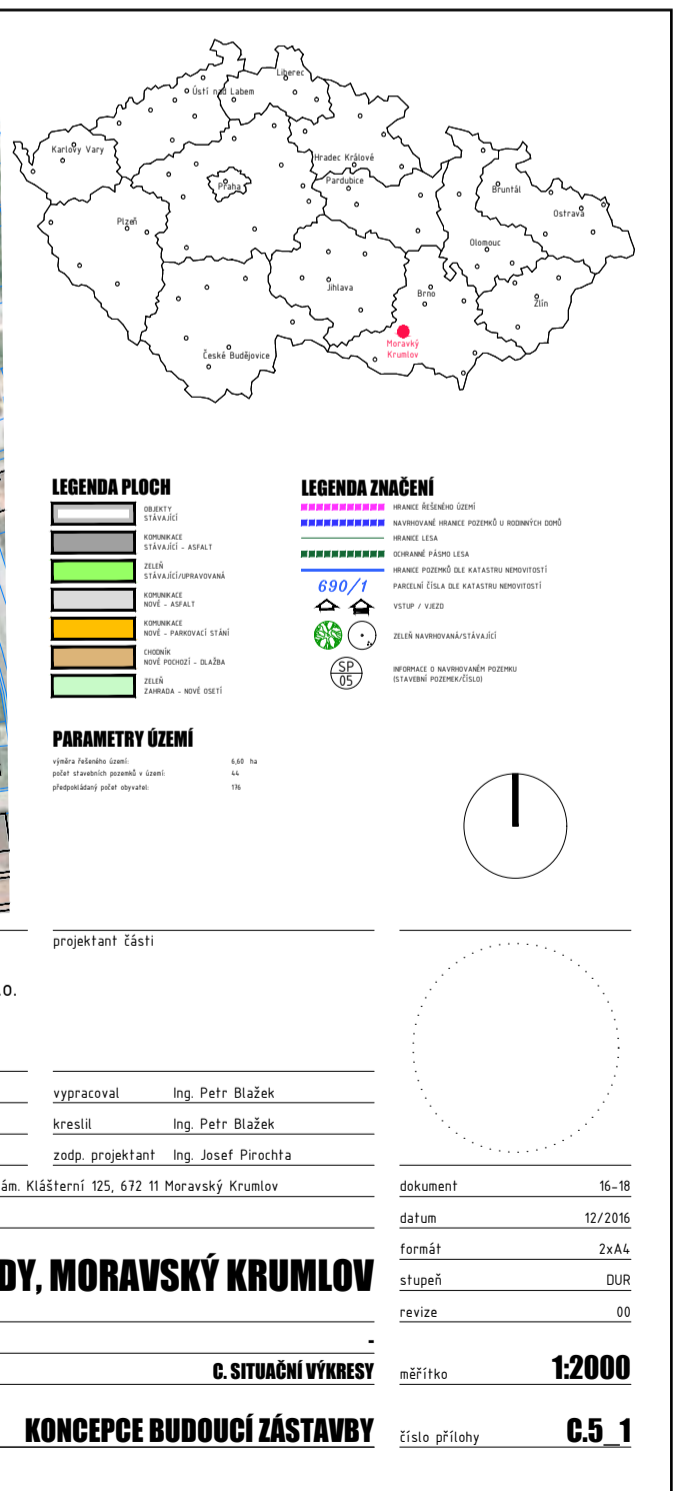 Liberec
Ústí nad Labem
Karlovy Vary
Hradec Králové
Praha
Pardubice
Bruntál
Ostrava
Plzeň
Olomouc
Jihlava
Brno
Zlín
Moravký
Krumlov
České Budějovice
LEGENDA PLOCH
OBJEKTY
STÁVAJÍCÍ
KOMUNIKACE
STÁVAJÍCÍ - ASFALT
ZELEŇ
STÁVAJÍCÍ/UPRAVOVANÁ
KOMUNIKACE
NOVÉ - ASFALT
KOMUNIKACE
NOVÉ - PARKOVACÍ STÁNÍ
CHODNÍK
NOVÉ POCHOZÍ - DLAŽBA
ZELEŇ
ZAHRADA - NOVÉ OSETÍ
LEGENDA ZNAČENÍ
HRANICE ŘEŠENÉHO ÚZEMÍ
NAVRHOVANÉ HRANICE POZEMKŮ U RODINNÝCH DOMŮ
HRANICE LESA
OCHRANNÉ PÁSMO LESA
HRANICE POZEMKŮ DLE KATASTRU NEMOVITOSTÍ
690/1 PARCELNÍ ČÍSLA DLE KATASTRU NEMOVITOSTÍ
VSTUP / VJEZD
ZELEŇ NAVRHOVANÁ/STÁVAJÍCÍ
SP
05
INFORMACE O NAVRHOVANÉM POZEMKU
(STAVEBNÍ POZEMEK/ČÍSLO)
PARAMETRY ÚZEMÍ
výměra řešeného území: 6,60 ha
počet stavebních pozemků v území: 44
předpokládaný počet obyvatel: 176
projektant části
.o.
vypracoval Ing. Petr Blažek
kreslil Ing. Petr Blažek
zodp. projektant Ing. Josef Pirochta
ám. Klášterní 125, 672 11 Moravský Krumlov
dokument 16-18
datum 12/2016
formát 2xA4
stupeň DUR
revize 00
DY, MORAVSKÝ KRUMLOV
-
C. SITUAČNÍ VÝKRESY
měřítko 1:2000
KONCEPCE BUDOUCÍ ZÁSTAVBY
číslo přílohy C.5_1